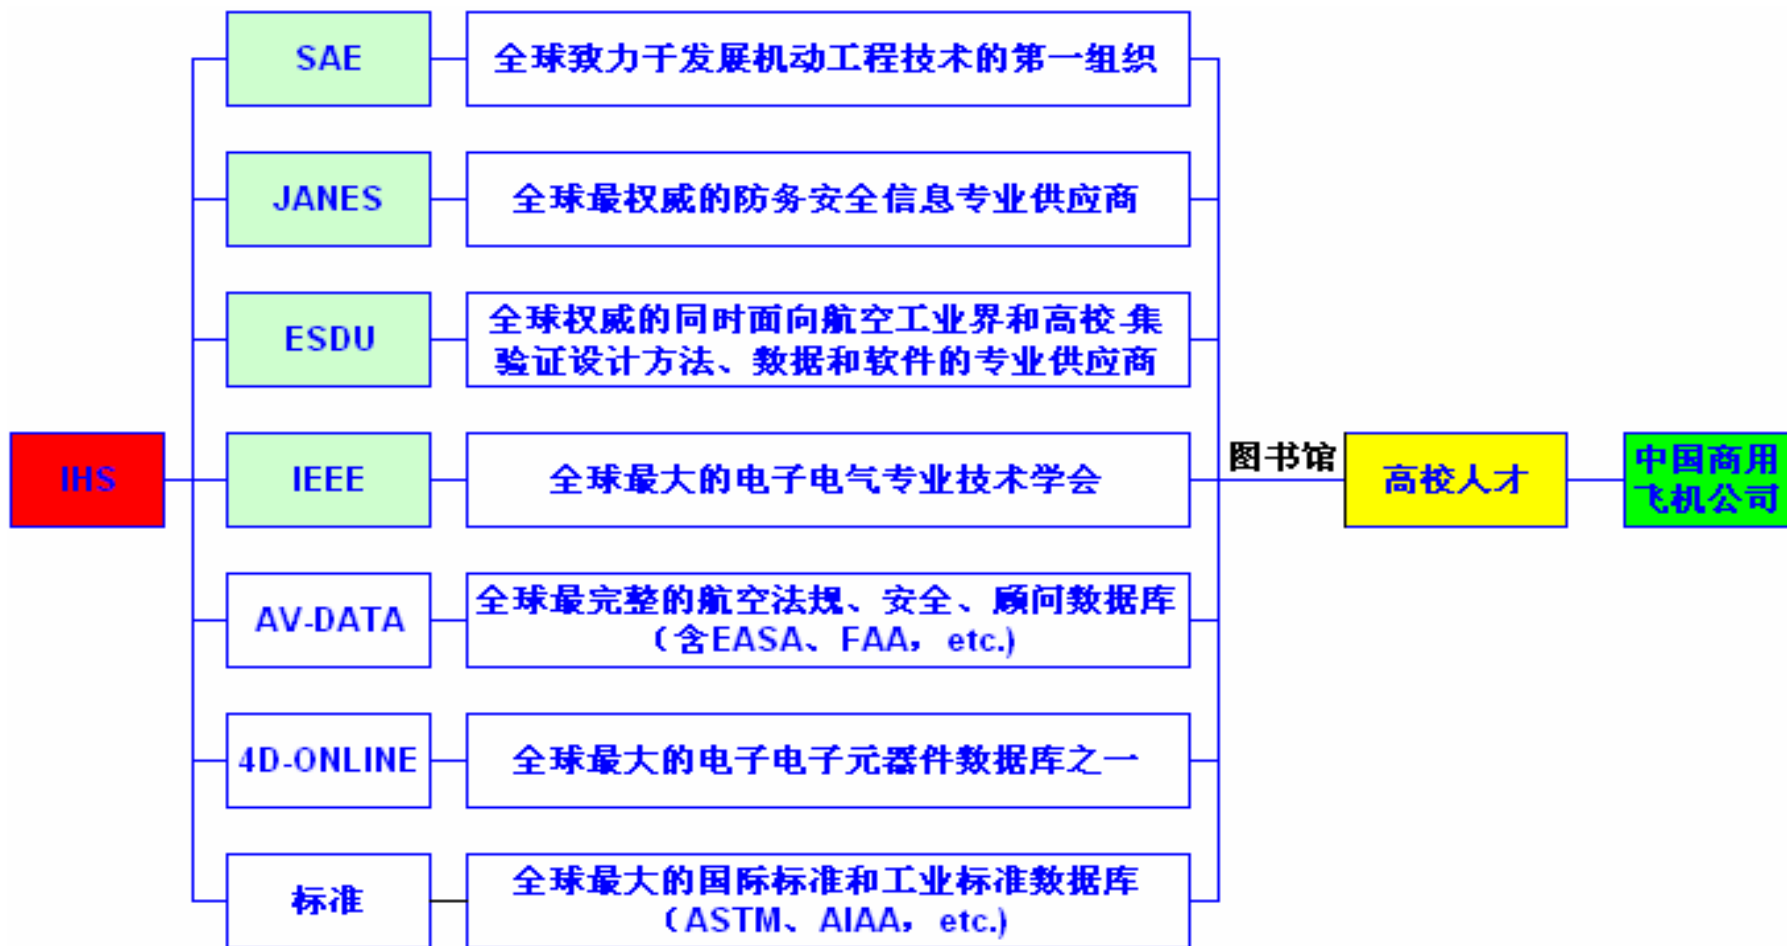 SAE
全球致力于发展机动工程技术的第一组织
JANES
全球最权威的防务安全信息专业供应商
ESDU
全球权威的同时面向航空工业界和高校-集
验证设计方法、数据和软件的专业供应商
IHS
IEEE
全球最大的电子电气专业技术学会
图书馆
高校人才
中国商用
飞机公司
AV-DATA
全球最完整的航空法规、安全、顾问数据库
（含EASA、FAA，etc.)
4D-ONLINE
全球最大的电子电子元器件数据库之一
标准
全球最大的国际标准和工业标准数据库
（ASTM、AIAA，etc.)